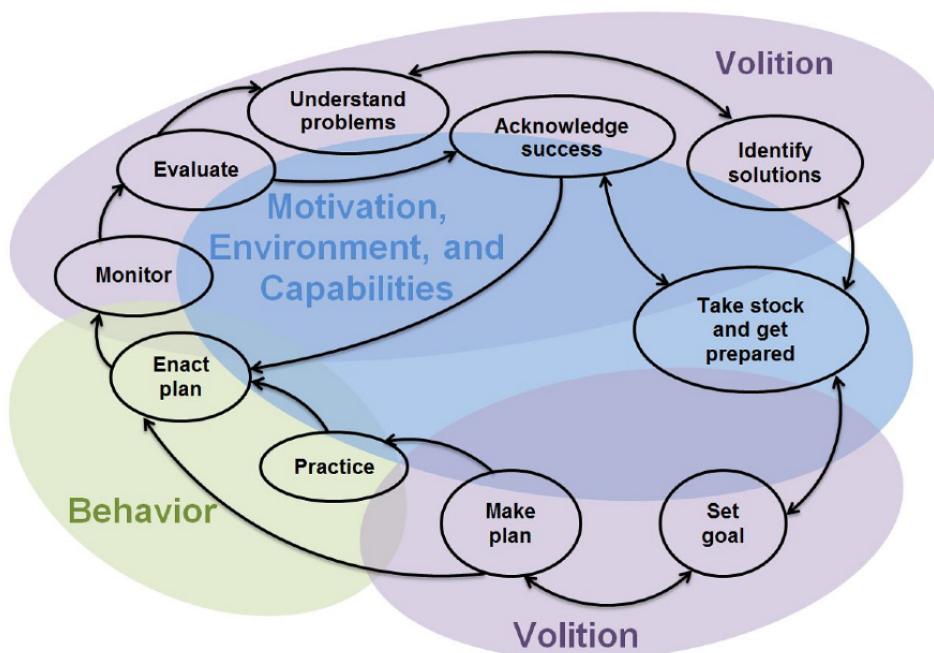 Volition
Understand
problems
Acknowledge
success
Identify
solutions
Evaluate
Motivation,
Environment, and
Capabilities
Monitor
Take stock
and get
prepared
Enact
plan
Practice
Behavior
Make
plan
Set
goal
Volition